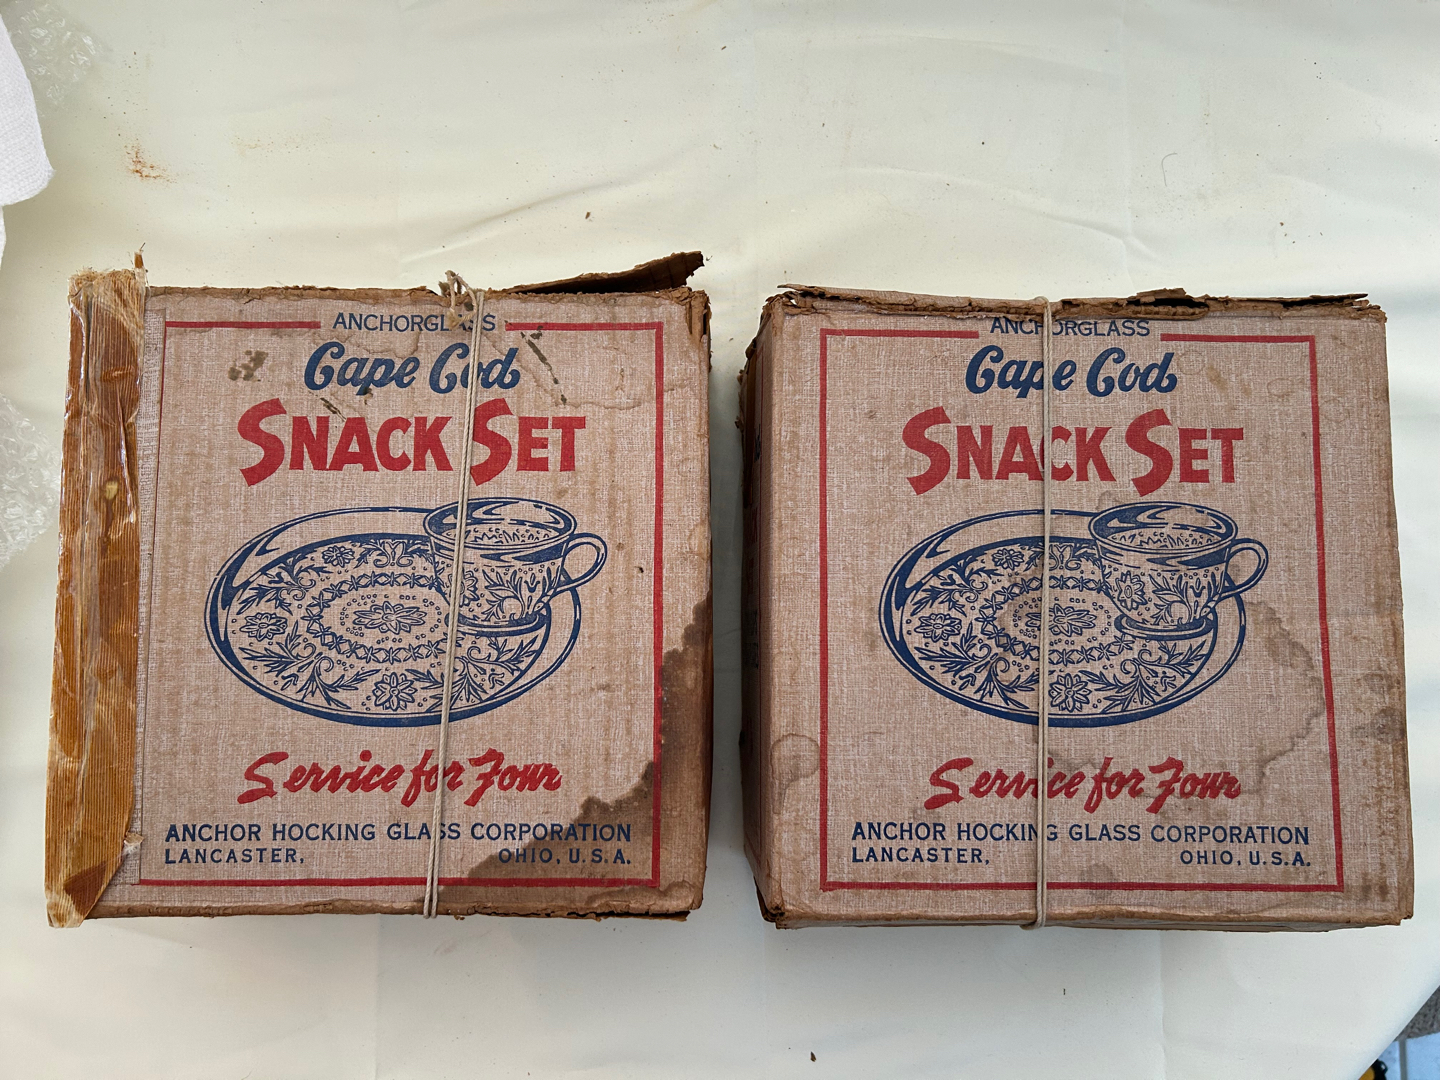 ANCHORGLASS
Cape Cod
SNACK SET
Service for Four
ANCHOR HOCKING GLASS CORPORATION
LANCASTER, OHIO, U.S.A.
ANCHORGLASS
Cape Cod
SNACK SET
Service for Four
ANCHOR HOCKING GLASS CORPORATION
LANCASTER, OHIO, U.S.A.